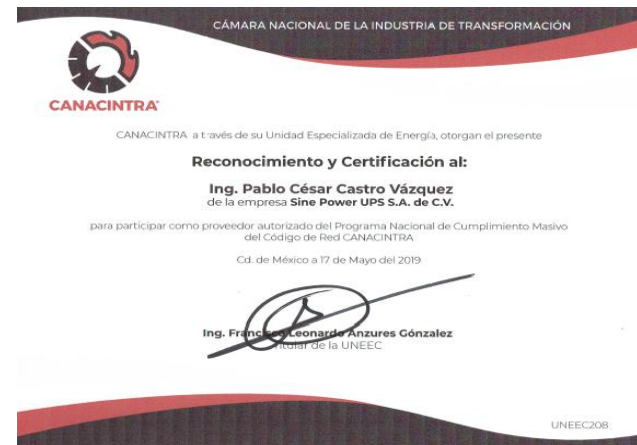 CÁMARA NACIONAL DE LA INDUSTRIA DE TRANSFORMACIÓN
CANACINTRA
CANACINTRA a través de su Unidad Especializada de Energía, otorgan el presente
Reconocimiento y Certificación al:
Ing. Pablo César Castro Vázquez
de la empresa Sine Power UPS S.A. de C.V.
para participar como proveedor autorizado del Programa Nacional de Cumplimiento Masivo
del Código de Red CANACINTRA
Cd. de México a 17 de Mayo del 2019
Ing. Francisco Leonardo Anzures Gónzalez
Titular de la UNEEC
UNEEC208